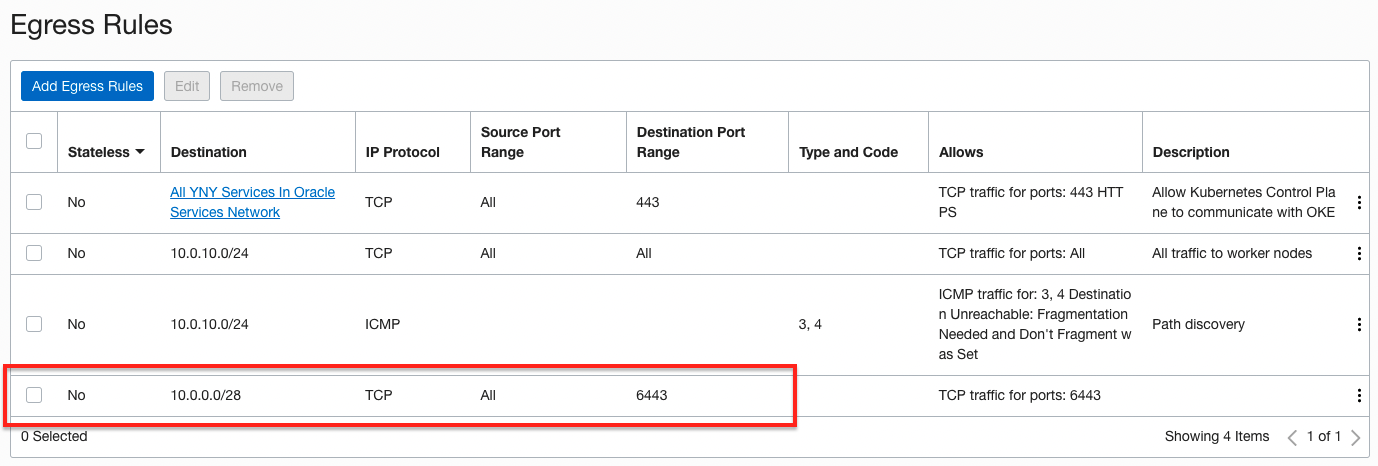 Egress Rules
Add Egress Rules Edit Remove
Stateless Destination IP Protocol Source Port Range Destination Port Range Type and Code Allows Description
No All YNY Services In Oracle Services Network TCP All 443 TCP traffic for ports: 443 HTTPS Allow Kubernetes Control Plane to communicate with OKE
No 10.0.10.0/24 TCP All All TCP traffic for ports: All All traffic to worker nodes
No 10.0.10.0/24 ICMP 3, 4 ICMP traffic for: 3, 4 Destination Unreachable: Fragmentation Needed and Don't Fragment was Set Path discovery
No 10.0.0.0/28 TCP All 6443 TCP traffic for ports: 6443
0 Selected Showing 4 Items 1 of 1